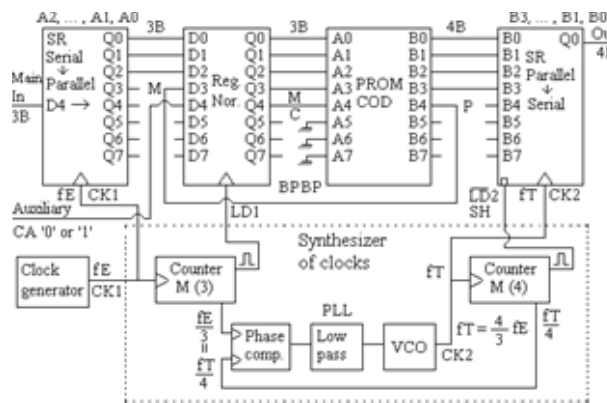 A2, ... , A1, A0
3B
3B
4B
B3, ... , B1, B0
SR
Serial
↓
Parallel
Main
In
3B
D4 →
Q0
Q1
Q2
Q3
Q4
Q5
Q6
Q7
M
D0
D1
D2
D3
D4
D5
D6
D7
Reg
Nor.
Q0
Q1
Q2
Q3
Q4
Q5
Q6
Q7
M
C
A0
A1
A2
A3
A4
A5
A6
A7
PROM
COD
B0
B1
B2
B3
B4
B5
B6
B7
P
B0
B1
B2
B3
B4
B5
B6
B7
SR
Parallel
→
Serial
Q0
fE
CK1
BPBP
LD1
LD2
SH
fT
CK2
Auxiliary
CA '0' or '1'
Synthesizer
of clocks
Clock
generator
fE
CK1
Counter
M (3)
fT
Counter
M (4)
fE
3
=
fT
4
Phase
comp.
PLL
Low
pass
VCO
CK2
fT = 4/3 fE
fT
4